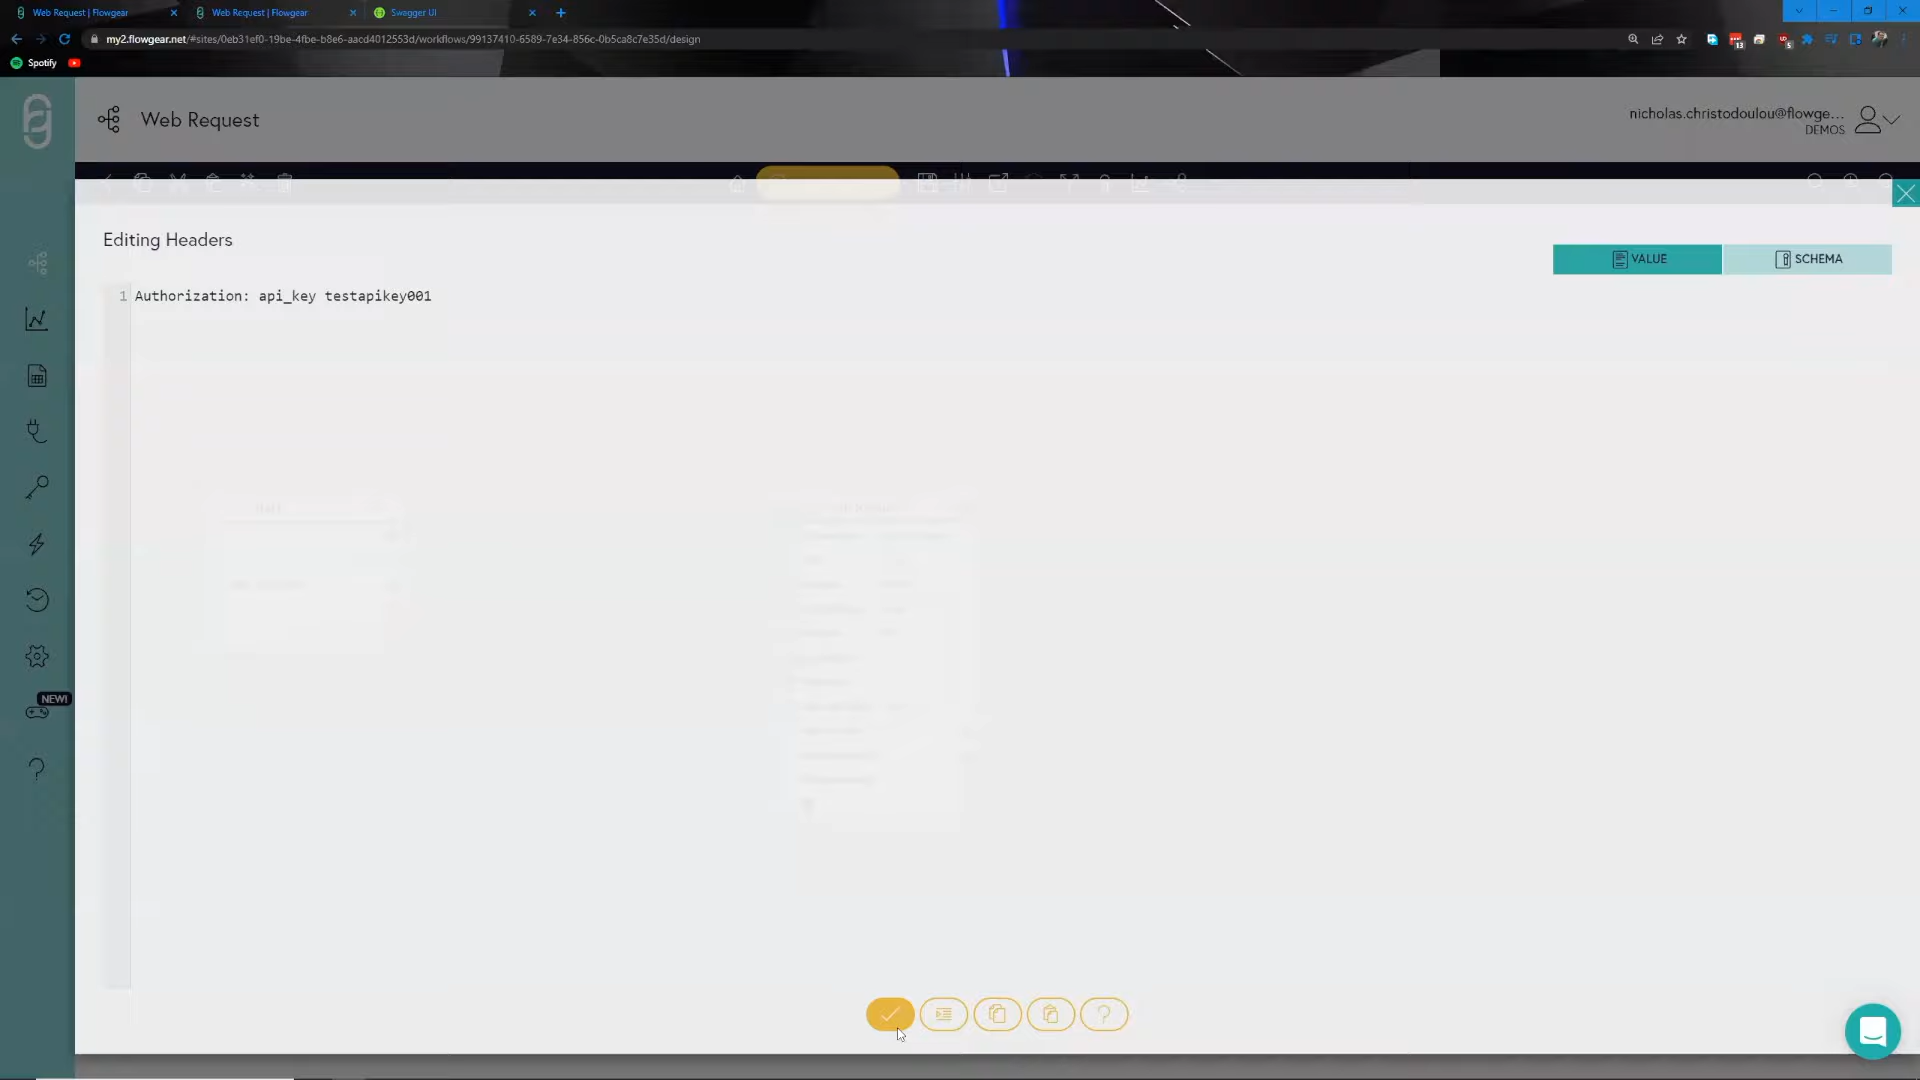 Web Request | Flowgear
Web Request | Flowgear
Swagger UI
my2.flowgear.net/#sites/0eb31ef0-19be-4fbe-b8e6-aacd4012553d/workflows/99137410-6589-7e34-856c-0b5ca8c7e35d/design
13
5
Spotify
Web Request
nicholas.christodoulou@flowge...
DEMOS
Editing Headers
VALUE
SCHEMA
1 Authorization: api_key testapikey001
NEW!